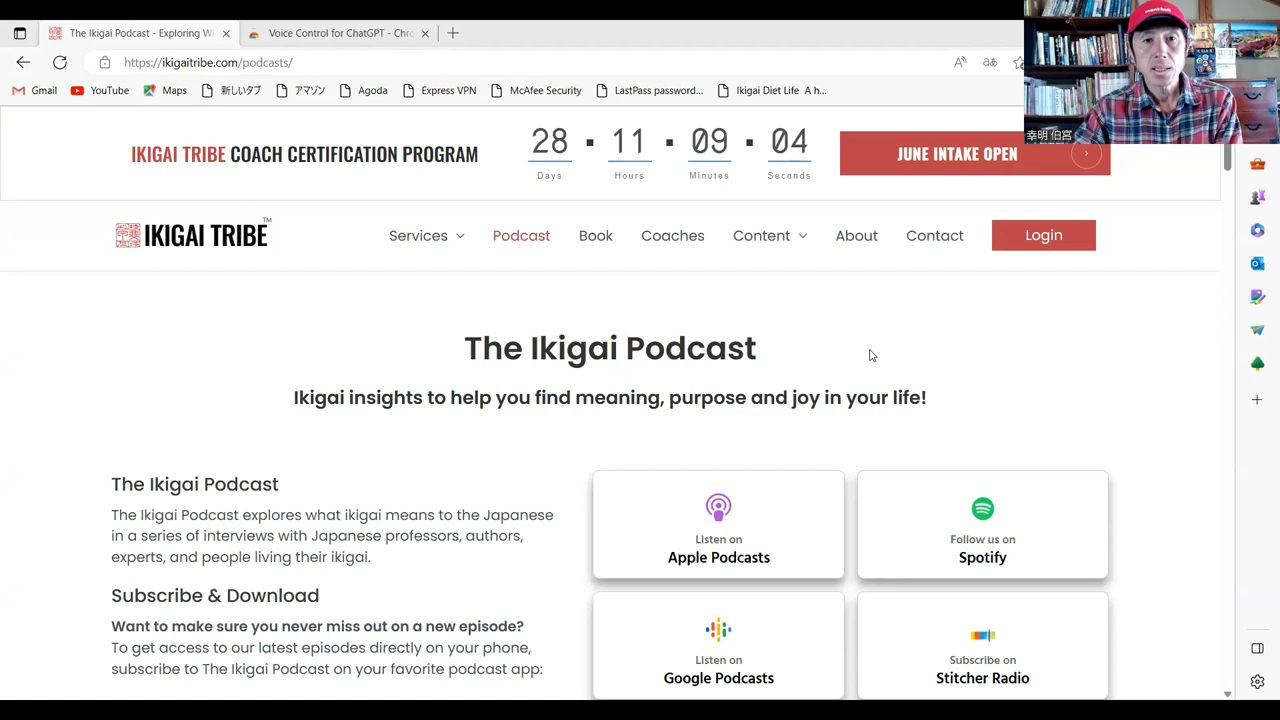 The Ikigai Podcast - Exploring W
Voice Control for ChatGPT - Chr
https://ikigaitribe.com/podcasts/
Gmail
YouTube
Maps
新しいタブ
アマゾン
Agoda
Express VPN
McAfee Security
LastPass password...
Ikigai Diet Life A h...
幸明 伯宮
IKIGAI TRIBE COACH CERTIFICATION PROGRAM
28 11 09 04
Days Hours Minutes Seconds
JUNE INTAKE OPEN
IKIGAI TRIBE™
Services
Podcast
Book
Coaches
Content
About
Contact
Login
The Ikigai Podcast
Ikigai insights to help you find meaning, purpose and joy in your life!
The Ikigai Podcast
The Ikigai Podcast explores what ikigai means to the Japanese
in a series of interviews with Japanese professors, authors,
experts, and people living their ikigai.
Subscribe & Download
Want to make sure you never miss out on a new episode?
To get access to our latest episodes directly on your phone,
subscribe to The Ikigai Podcast on your favorite podcast app:
Listen on
Apple Podcasts
Follow us on
Spotify
Listen on
Google Podcasts
Subscribe on
Stitcher Radio